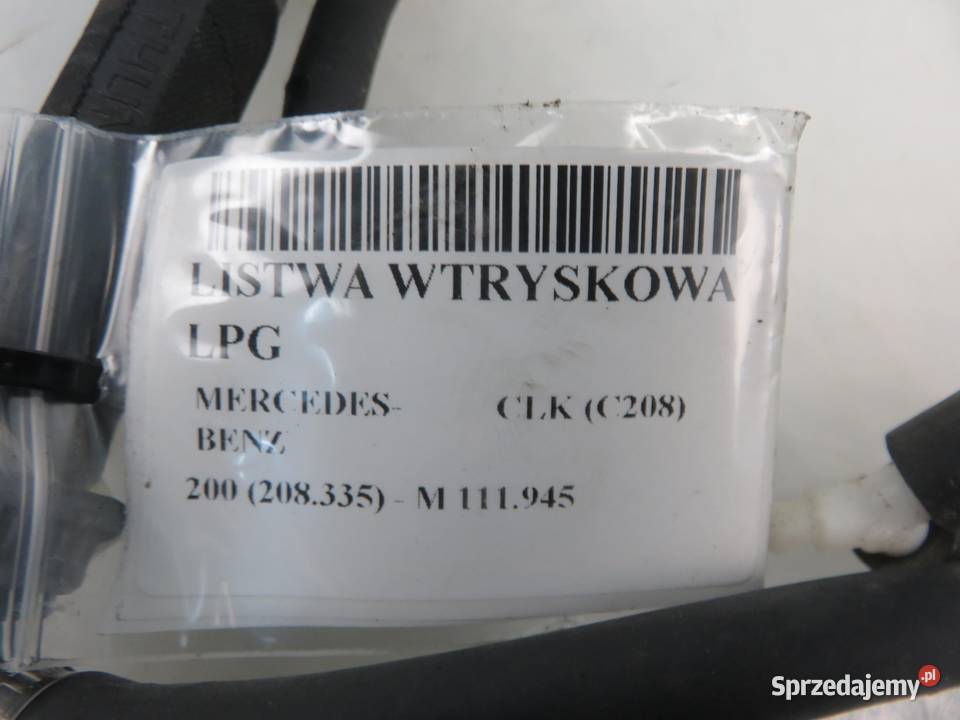 LISTWA WTRYSKOWA
LPG
MERCEDES- CLK (C208)
BENZ
200 (208.335) - M 111.945
Sprzedajemy.pl